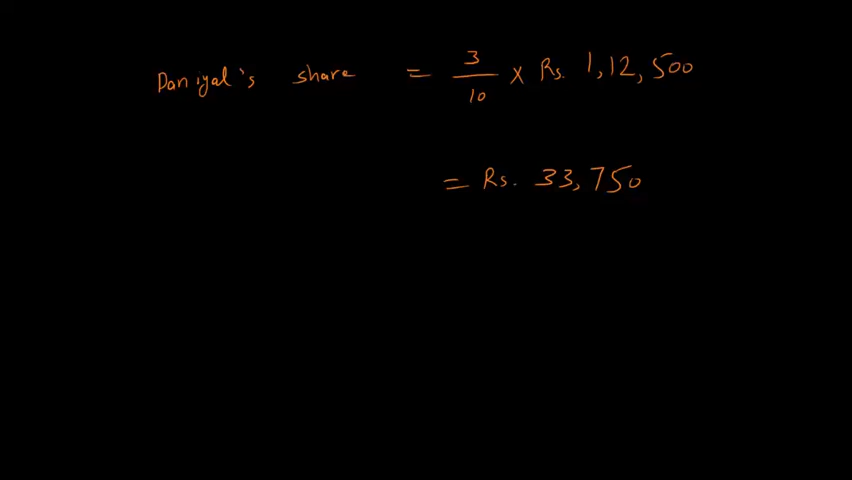 Daniyal's share = 3/10 × Rs. 1,12,500
= Rs. 33,750